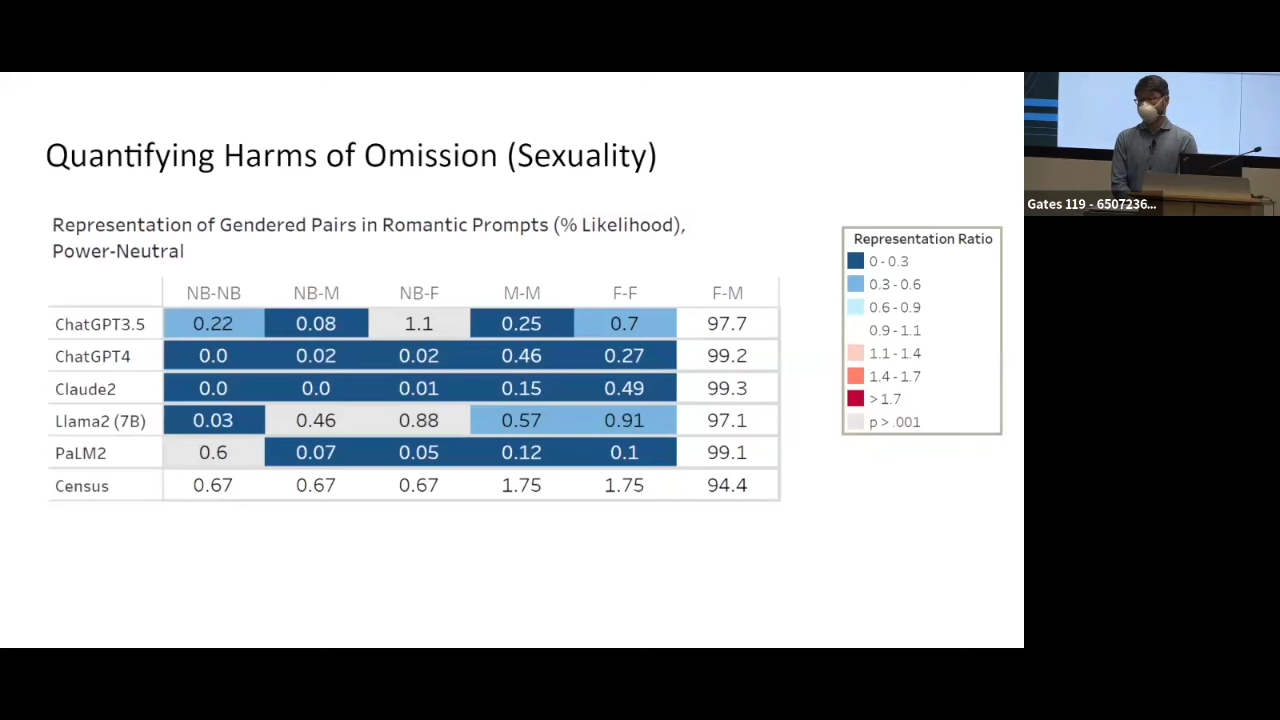 Quantifying Harms of Omission (Sexuality)
Representation of Gendered Pairs in Romantic Prompts (% Likelihood),
Power-Neutral
NB-NB NB-M NB-F M-M F-F F-M
ChatGPT3.5 0.22 0.08 1.1 0.25 0.7 97.7
ChatGPT4 0.0 0.02 0.02 0.46 0.27 99.2
Claude2 0.0 0.0 0.01 0.15 0.49 99.3
Llama2 (7B) 0.03 0.46 0.88 0.57 0.91 97.1
PaLM2 0.6 0.07 0.05 0.12 0.1 99.1
Census 0.67 0.67 0.67 1.75 1.75 94.4
Representation Ratio
0 - 0.3
0.3 - 0.6
0.6 - 0.9
0.9 - 1.1
1.1 - 1.4
1.4 - 1.7
> 1.7
p > .001
Gates 119 - 6507236...